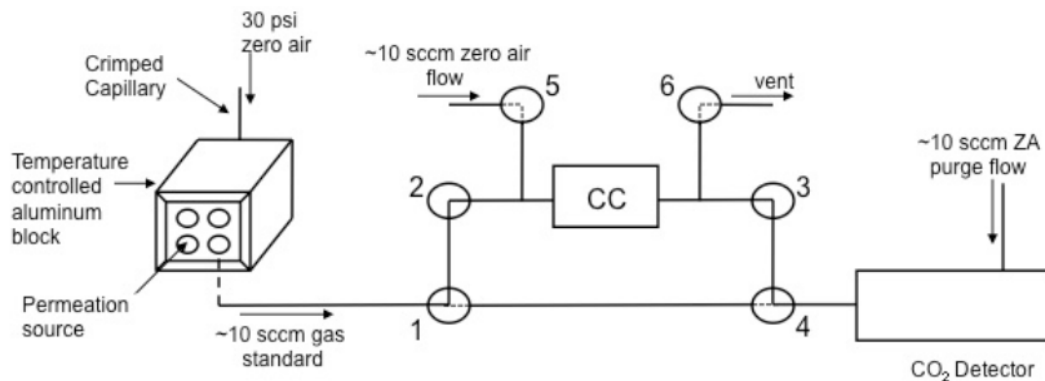 30 psi
zero air
Crimped
Capillary
Temperature
controlled
aluminum
block
Permeation
source
~10 sccm gas
standard
~10 sccm zero air
flow
5
6
vent
2
CC
3
1
4
~10 sccm ZA
purge flow
CO₂ Detector